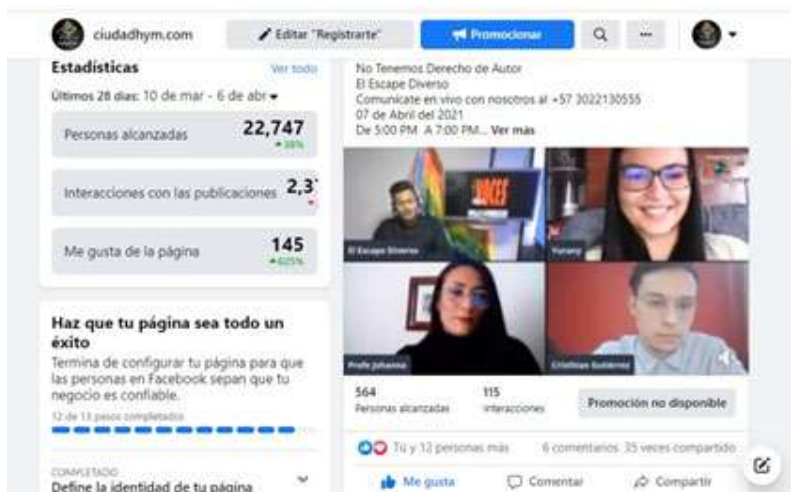 ciudadhym.com
Editar "Registrarte"
Promocionar
Estadísticas
Ver todo
Últimos 28 días: 10 de mar - 6 de abr
Personas alcanzadas
22,747
38%
Interacciones con las publicaciones
2,3
Me gusta de la página
145
625%
Haz que tu página sea todo un
éxito
Termina de configurar tu página para que
las personas en Facebook sepan que tu
negocio es confiable.
12 de 13 pasos completados
COMPLETADO
Define la identidad de tu página
No Tenemos Derecho de Autor
El Escape Diverso
Comunicate en vivo con nosotros al +57 3022130555
07 de Abril del 2021
De 5:00 PM A 7:00 PM... Ver más
VOCES
El Escape Diverso
Yurany
Profe Johanna
Cristhian Gutiérrez
564
Personas alcanzadas
115
Interacciones
Promoción no disponible
Tú y 12 personas más
6 comentarios
35 veces compartido
Me gusta
Comentar
Compartir